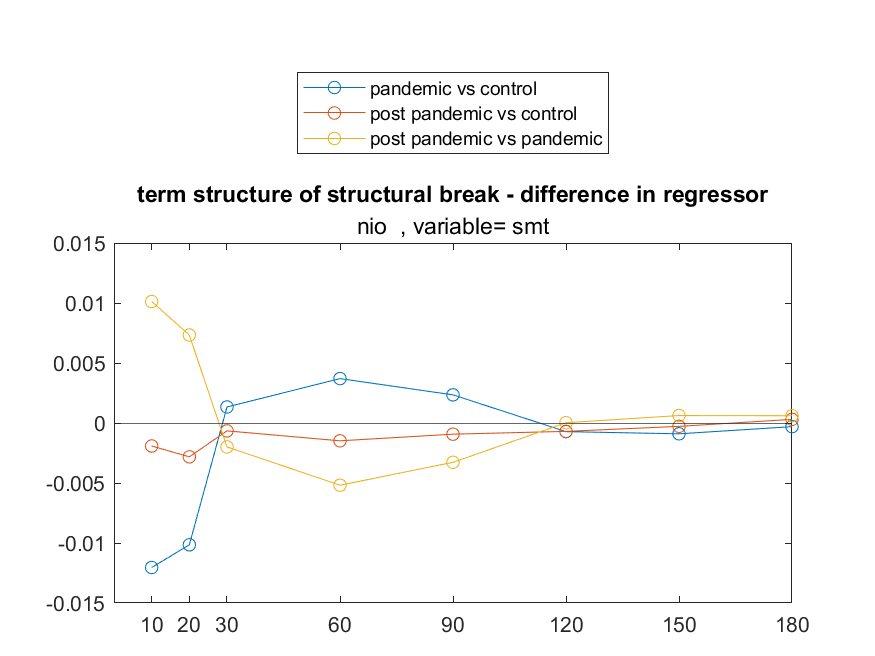 pandemic vs control
post pandemic vs control
post pandemic vs pandemic
term structure of structural break - difference in regressor
nio  , variable= smt
0.015
0.01
0.005
0
-0.005
-0.01
-0.015
10 20 30 60 90 120 150 180